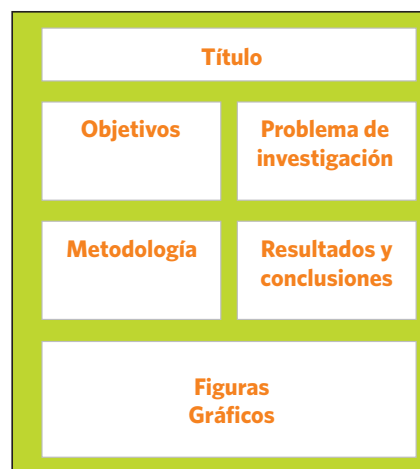 Título
Objetivos
Problema de
investigación
Metodología
Resultados y
conclusiones
Figuras
Gráficos